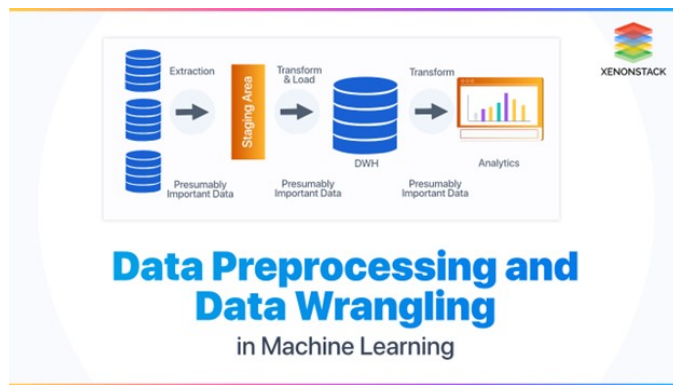 XENONSTACK
Extraction
Staging Area
Transform
& Load
DWH
Transform
Analytics
Presumably
Important Data
Presumably
Important Data
Presumably
Important Data
Data Preprocessing and
Data Wrangling
in Machine Learning